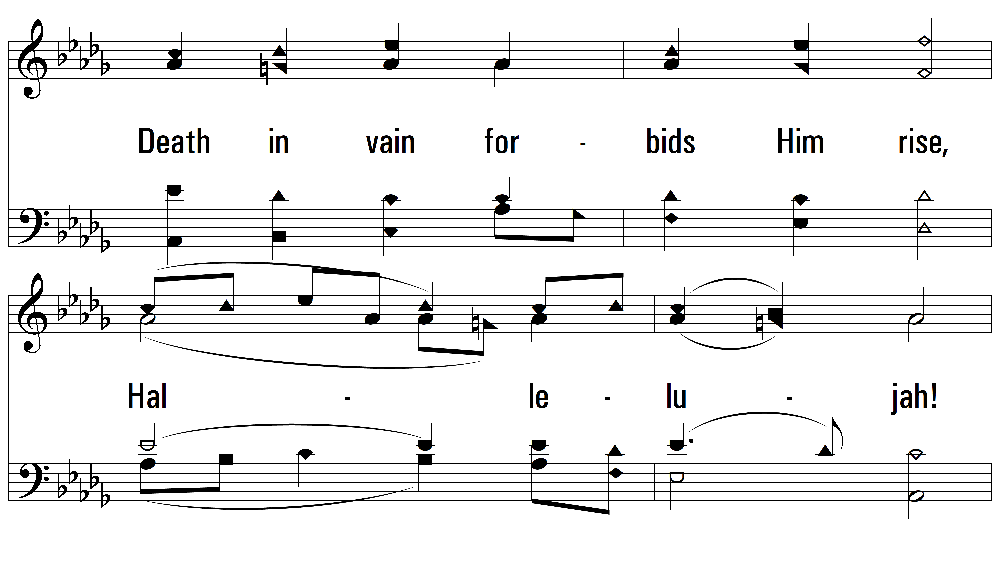 Death in vain for - bids Him rise,
Hal - le - lu - jah!